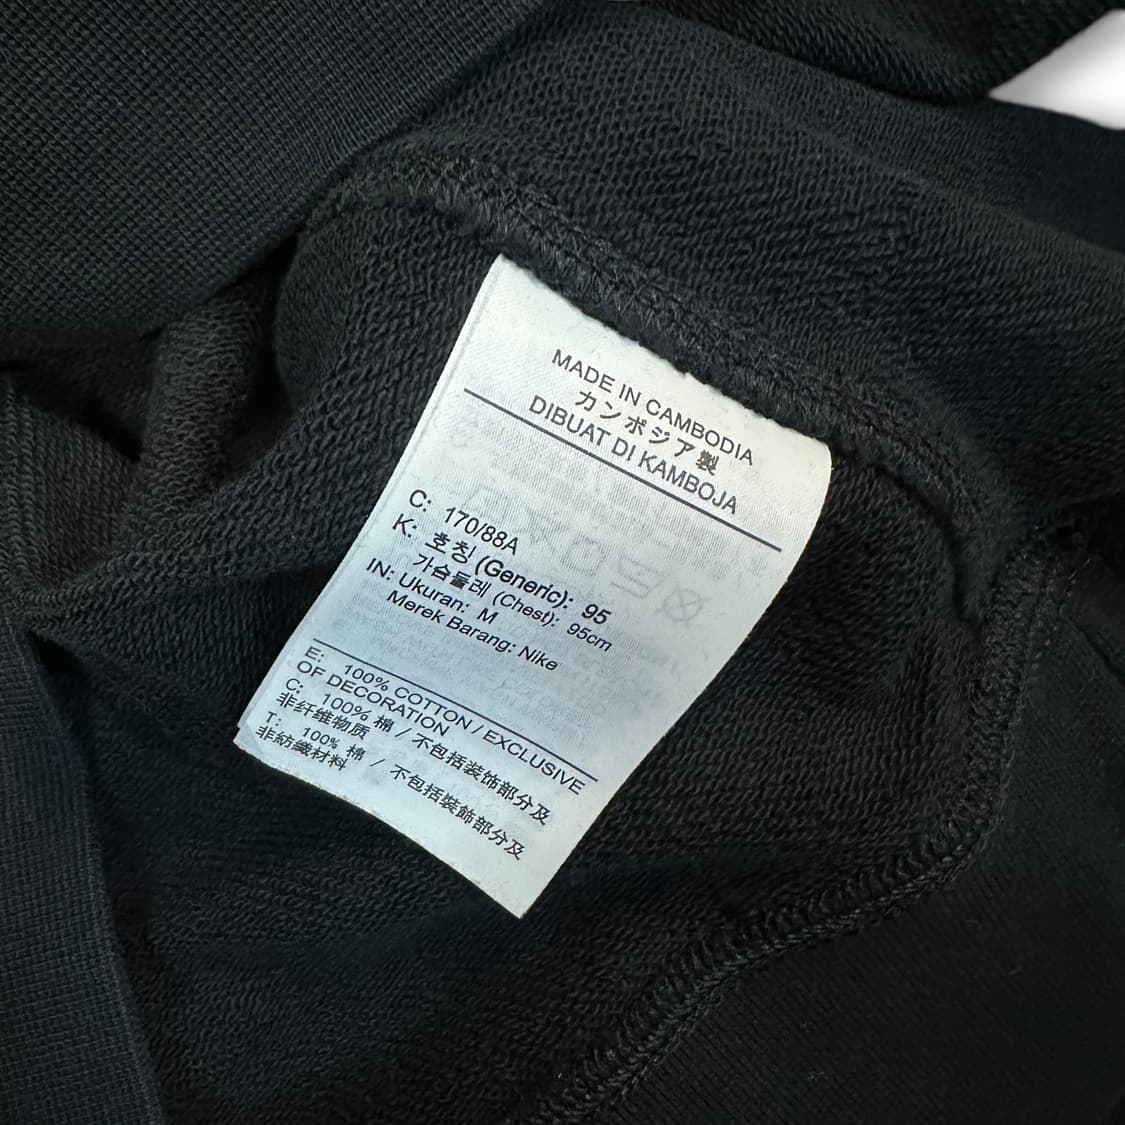 MADE IN CAMBODIA
カンボジア製
DIBUAT DI KAMBOJA
C: 170/88A
K: 호칭 (Generic): 95
가슴둘레 (Chest): 95cm
IN: Ukuran: M
Merek Barang: Nike
E: 100% COTTON / EXCLUSIVE
OF DECORATION
C: 100% 棉 / 不包括装饰部分及
非纤维物质
T: 100% 棉 / 不包括裝飾部分及
非紡織材料